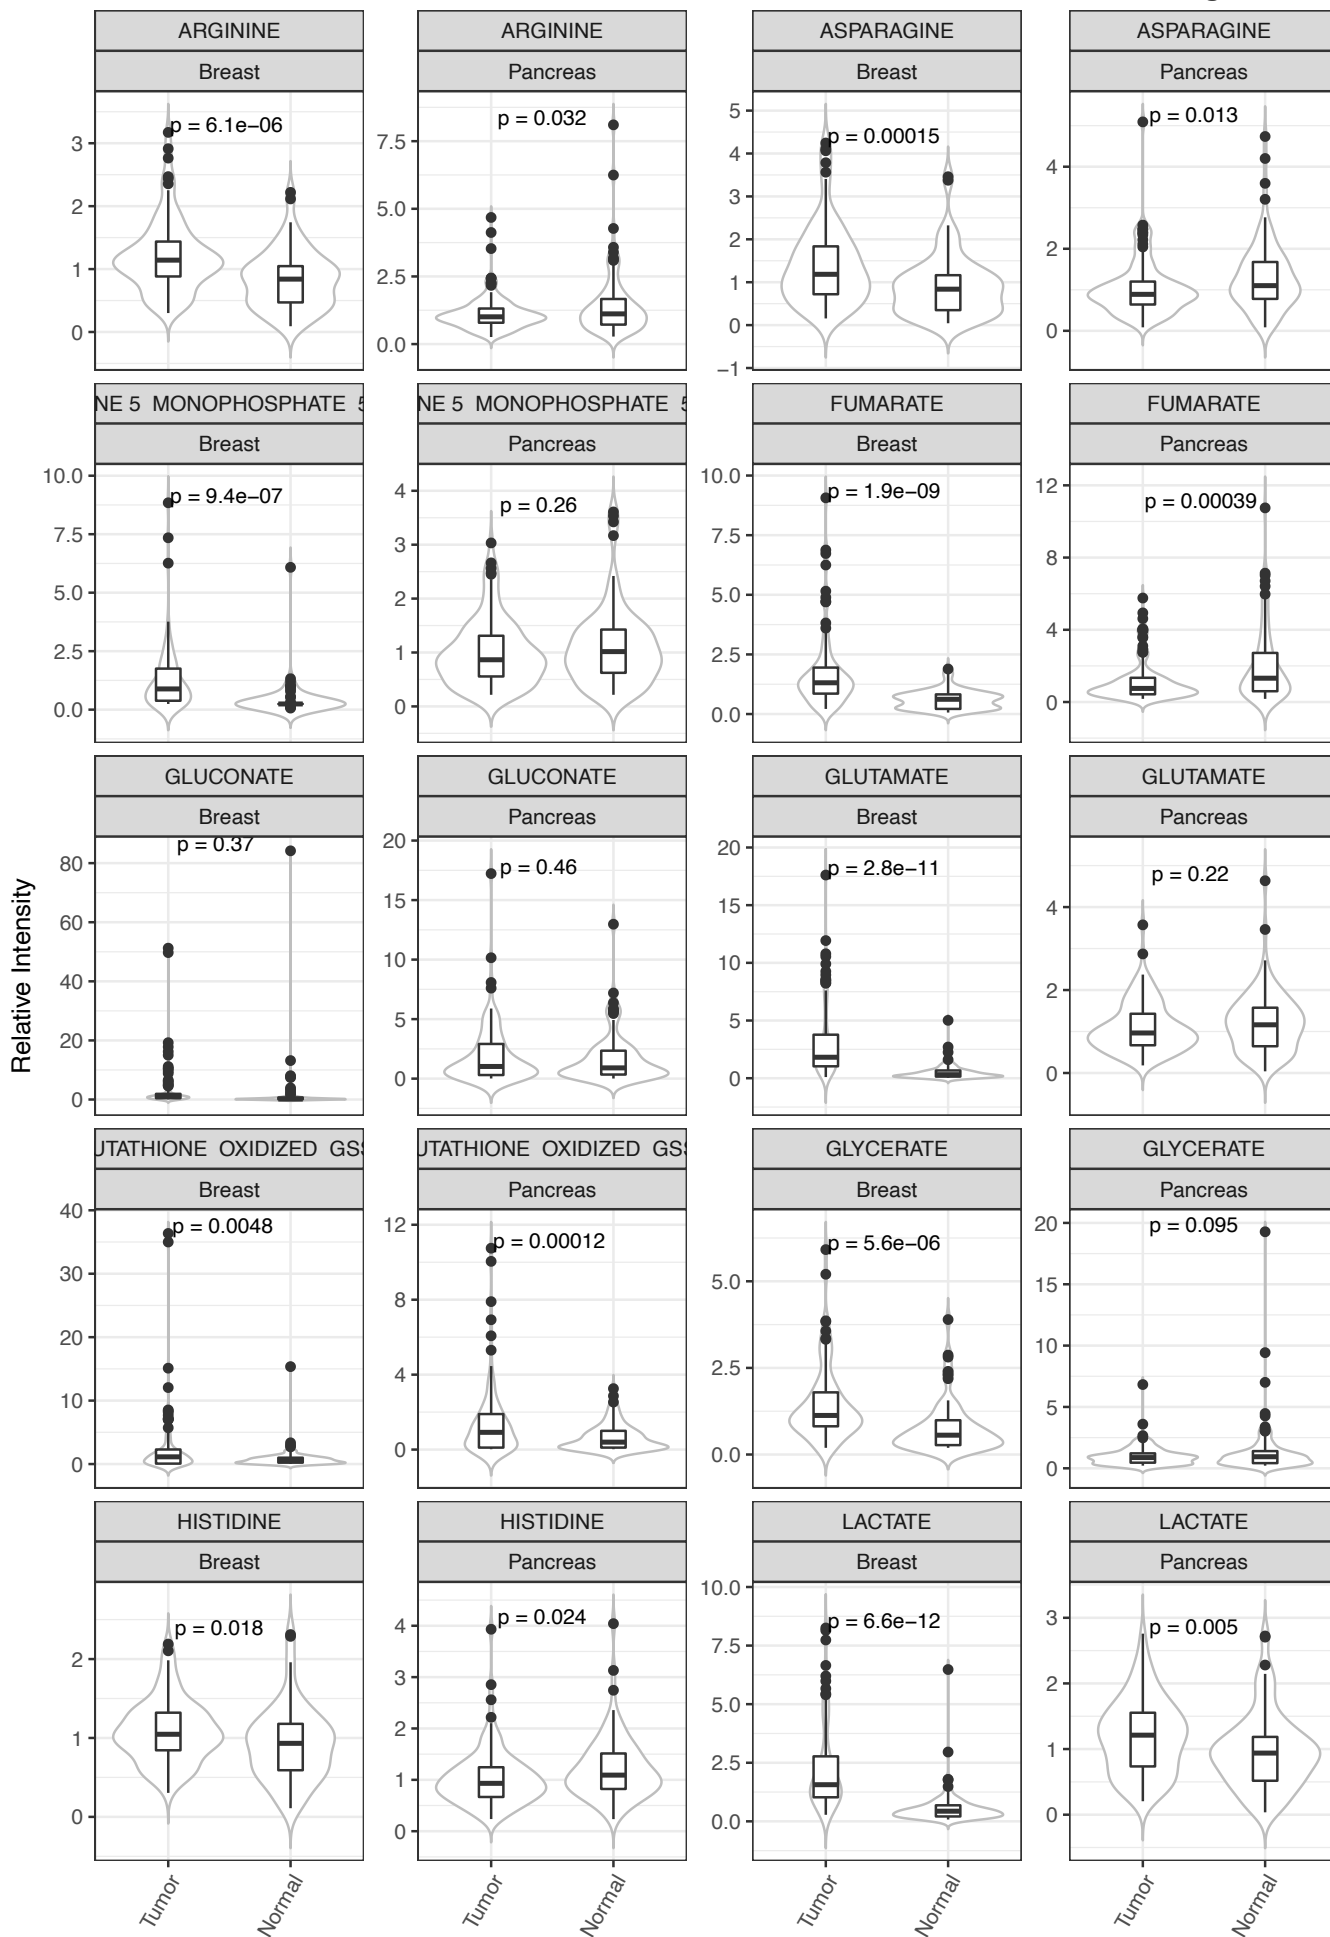 ARGININE ARGININE ASPARAGINE ASPARAGINE
Breast Pancreas Breast Pancreas
p = 6.1e−06 p = 0.032 p = 0.00015 p = 0.013
3 2 1 0
7.5 5.0 2.5 0.0
5 4 3 2 1 0 −1
4 2 0
NE 5 MONOPHOSPHATE NE 5 MONOPHOSPHATE FUMARATE FUMARATE
Breast Pancreas Breast Pancreas
p = 9.4e−07 p = 0.26 p = 1.9e−09 p = 0.00039
10.0 7.5 5.0 2.5 0.0
4 3 2 1 0
10.0 7.5 5.0 2.5 0.0
12 8 4 0
GLUCONATE GLUCONATE GLUTAMATE GLUTAMATE
Breast Pancreas Breast Pancreas
p = 0.37 p = 0.46 p = 2.8e−11 p = 0.22
80 60 40 20 0
20 15 10 5 0
20 15 10 5 0
4 2 0
Relative Intensity
UTATHIONE OXIDIZED GS UTATHIONE OXIDIZED GS GLYCERATE GLYCERATE
Breast Pancreas Breast Pancreas
p = 0.0048 p = 0.00012 p = 5.6e−06 p = 0.095
40 30 20 10 0
12 8 4 0
5.0 2.5 0.0
20 15 10 5 0
HISTIDINE HISTIDINE LACTATE LACTATE
Breast Pancreas Breast Pancreas
p = 0.018 p = 0.024 p = 6.6e−12 p = 0.005
2 1 0
4 3 2 1 0
10.0 7.5 5.0 2.5 0.0
3 2 1 0
Tumor Normal Tumor Normal Tumor Normal Tumor Normal